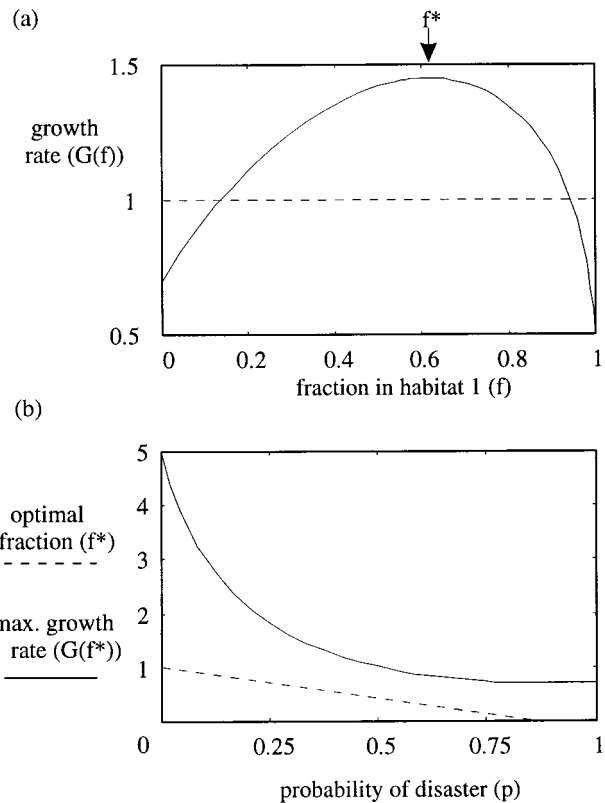 (a)
f*
1.5
growth
rate (G(f))
1
0.5
0 0.2 0.4 0.6 0.8 1
fraction in habitat 1 (f)
(b)
5
4
optimal
fraction (f*)
3
2
max. growth
rate (G(f*))
1
0 0.25 0.5 0.75 1
probability of disaster (p)